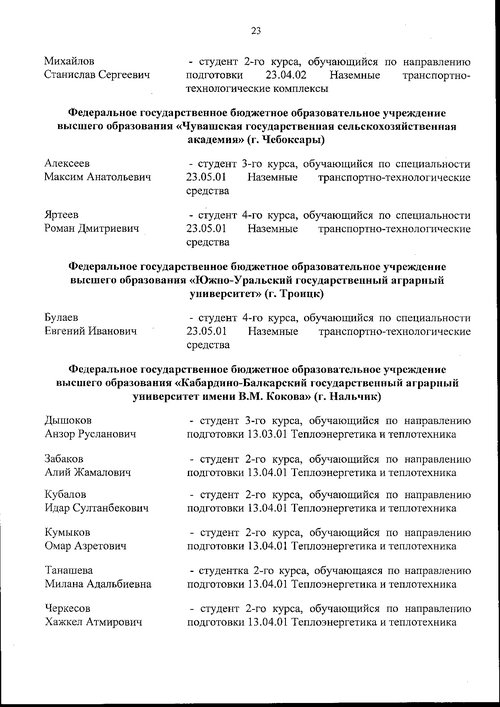 23
Михайлов - студент 2-го курса, обучающийся по направлению
Станислав Сергеевич подготовки 23.04.02 Наземные транспортно-
технологические комплексы
Федеральное государственное бюджетное образовательное учреждение
высшего образования «Чувашская государственная сельскохозяйственная
академия» (г. Чебоксары)
Алексеев - студент 3-го курса, обучающийся по специальности
Максим Анатольевич 23.05.01 Наземные транспортно-технологические
средства
Яртеев - студент 4-го курса, обучающийся по специальности
Роман Дмитриевич 23.05.01 Наземные транспортно-технологические
средства
Федеральное государственное бюджетное образовательное учреждение
высшего образования «Южно-Уральский государственный аграрный
университет» (г. Троицк)
Булаев - студент 4-го курса, обучающийся по специальности
Евгений Иванович 23.05.01 Наземные транспортно-технологические
средства
Федеральное государственное бюджетное образовательное учреждение
высшего образования «Кабардино-Балкарский государственный аграрный
университет имени В.М. Кокова» (г. Нальчик)
Дышоков - студент 3-го курса, обучающийся по направлению
Анзор Русланович подготовки 13.03.01 Теплоэнергетика и теплотехника
Забаков - студент 2-го курса, обучающийся по направлению
Алий Жамалович подготовки 13.04.01 Теплоэнергетика и теплотехника
Кубалов - студент 2-го курса, обучающийся по направлению
Идар Султанбекович подготовки 13.04.01 Теплоэнергетика и теплотехника
Кумыков - студент 2-го курса, обучающийся по направлению
Омар Азретович подготовки 13.04.01 Теплоэнергетика и теплотехника
Танашева - студентка 2-го курса, обучающаяся по направлению
Милана Адальбиевна подготовки 13.04.01 Теплоэнергетика и теплотехника
Черкесов - студент 2-го курса, обучающийся по направлению
Хажкел Атмирович подготовки 13.04.01 Теплоэнергетика и теплотехника